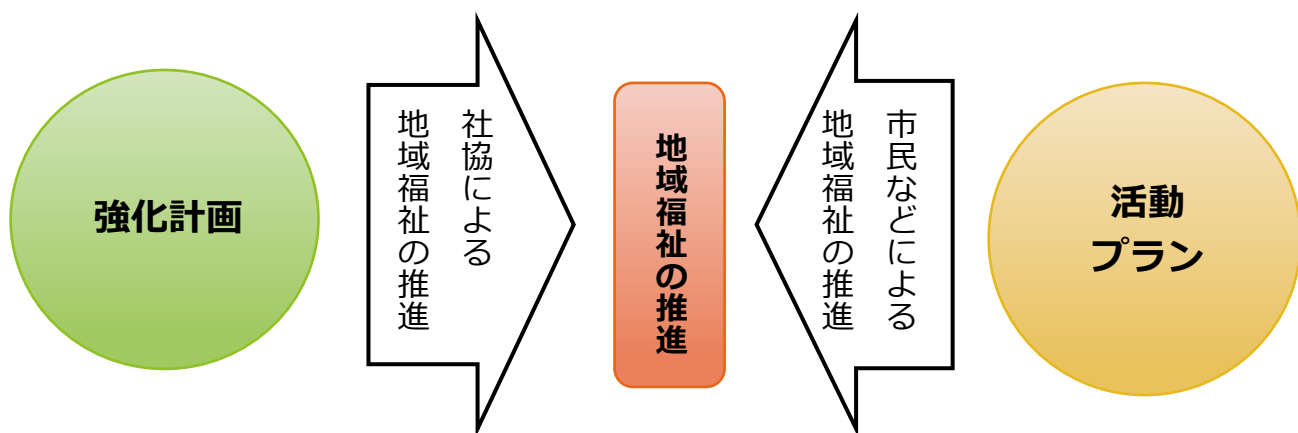 強化計画
社協による
地域福祉の推進
地域福祉の推進
市民などによる
地域福祉の推進
活動
プラン